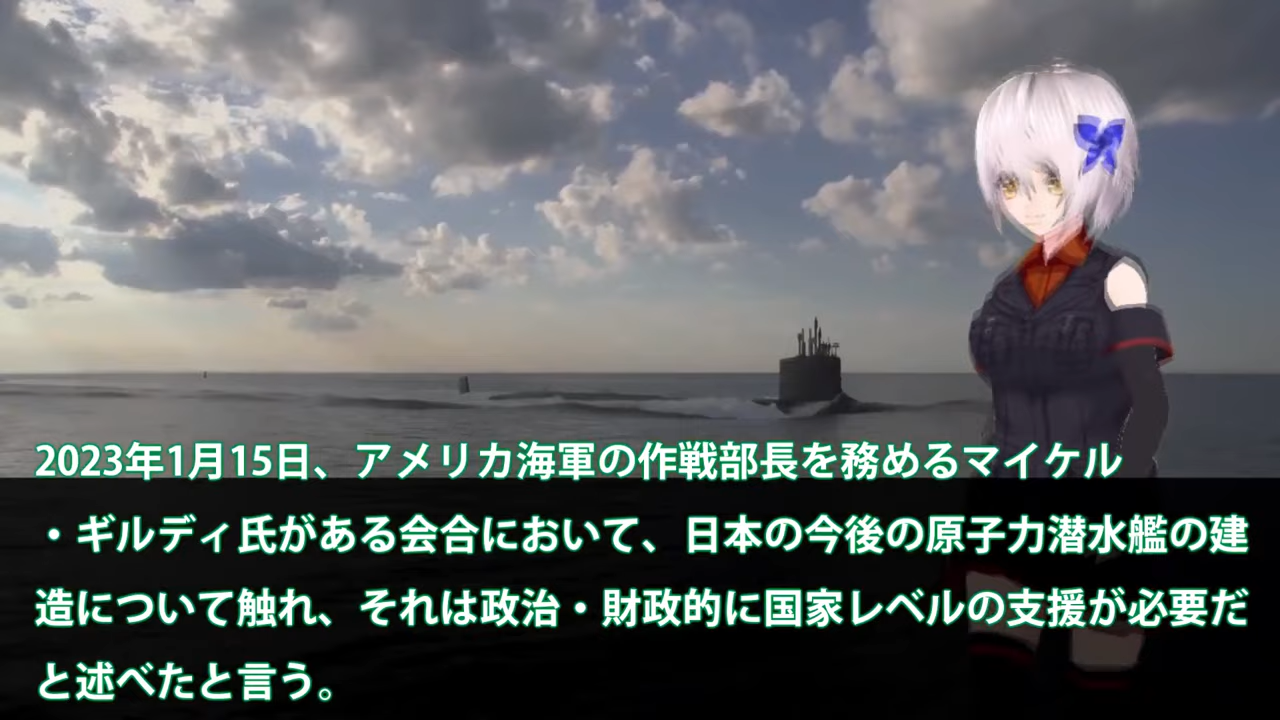 2023年1月15日、アメリカ海軍の作戦部長を務めるマイケル
・ギルディ氏がある会合において、日本の今後の原子力潜水艦の建
造について触れ、それは政治・財政的に国家レベルの支援が必要だ
と述べたと言う。